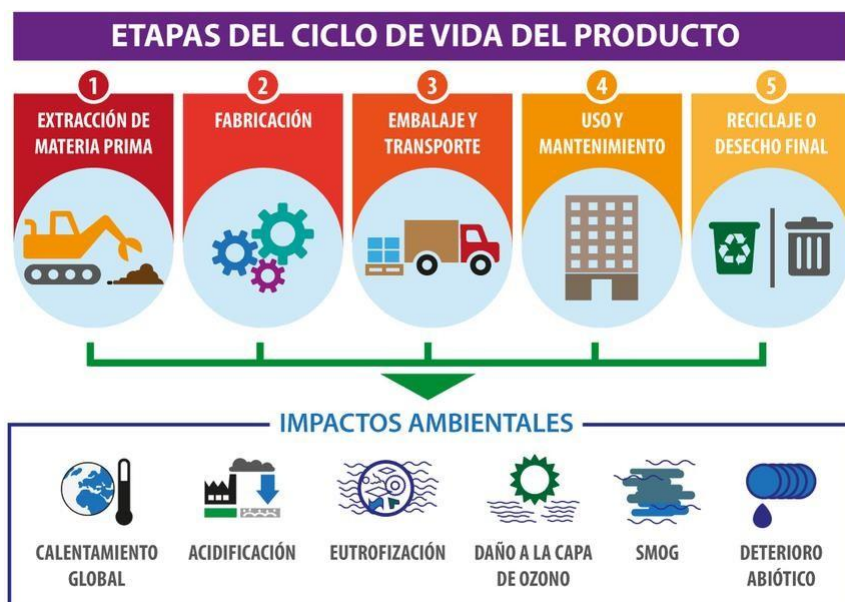 ETAPAS DEL CICLO DE VIDA DEL PRODUCTO
1
EXTRACCIÓN DE
MATERIA PRIMA
2
FABRICACIÓN
3
EMBALAJE Y
TRANSPORTE
4
USO Y
MANTENIMIENTO
5
RECICLAJE O
DESECHO FINAL
IMPACTOS AMBIENTALES
CALENTAMIENTO
GLOBAL
ACIDIFICACIÓN
EUTROFIZACIÓN
DAÑO A LA CAPA
DE OZONO
SMOG
DETERIORO
ABIÓTICO